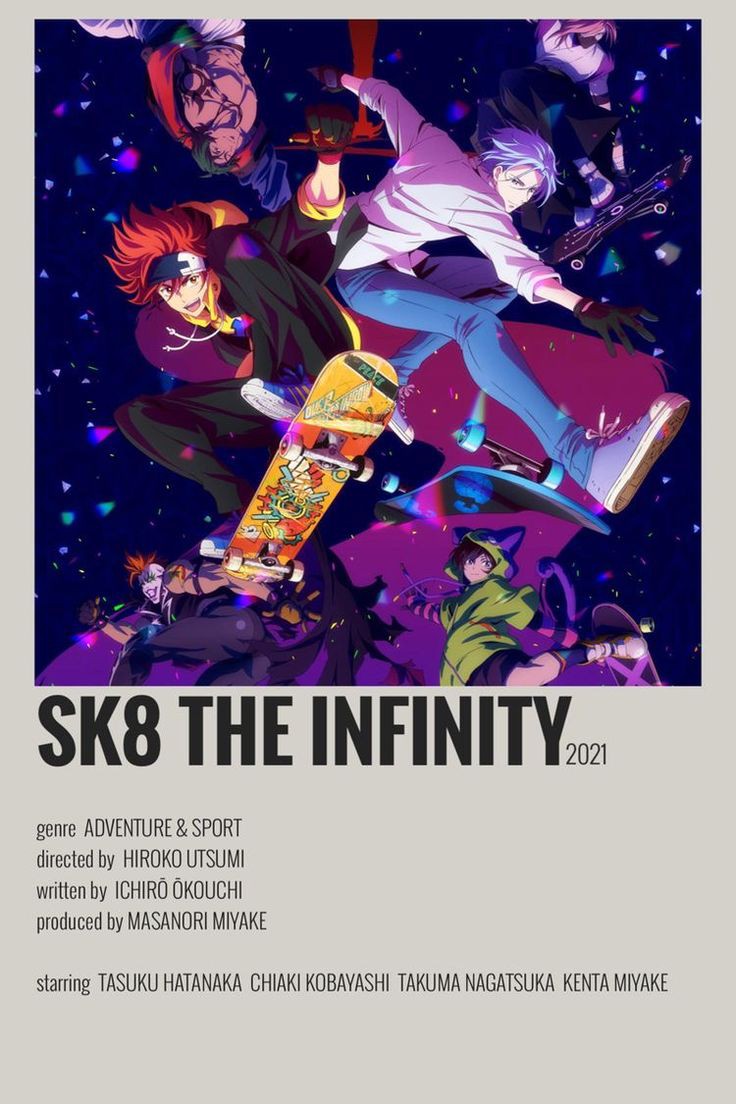 PEACE
SK8 THE INFINITY 2021
genre ADVENTURE & SPORT
directed by HIROKO UTSUMI
written by ICHIRŌ ŌKOUCHI
produced by MASANORI MIYAKE
starring TASUKU HATANAKA CHIAKI KOBAYASHI TAKUMA NAGATSUKA KENTA MIYAKE